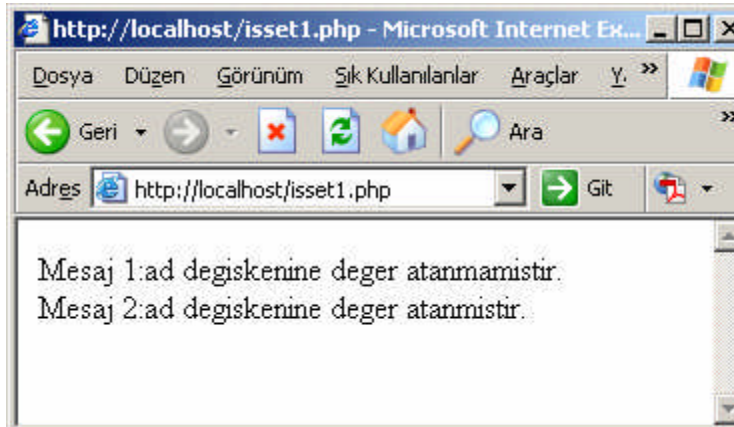 http://localhost/isset1.php - Microsoft Internet Ex...
Dosya Düzen Görünüm Sık Kullanılanlar Araçlar Y. »
Geri Ara »
Adres http://localhost/isset1.php Git
Mesaj 1:ad degiskenine deger atanmamistir.
Mesaj 2:ad degiskenine deger atanmistir.